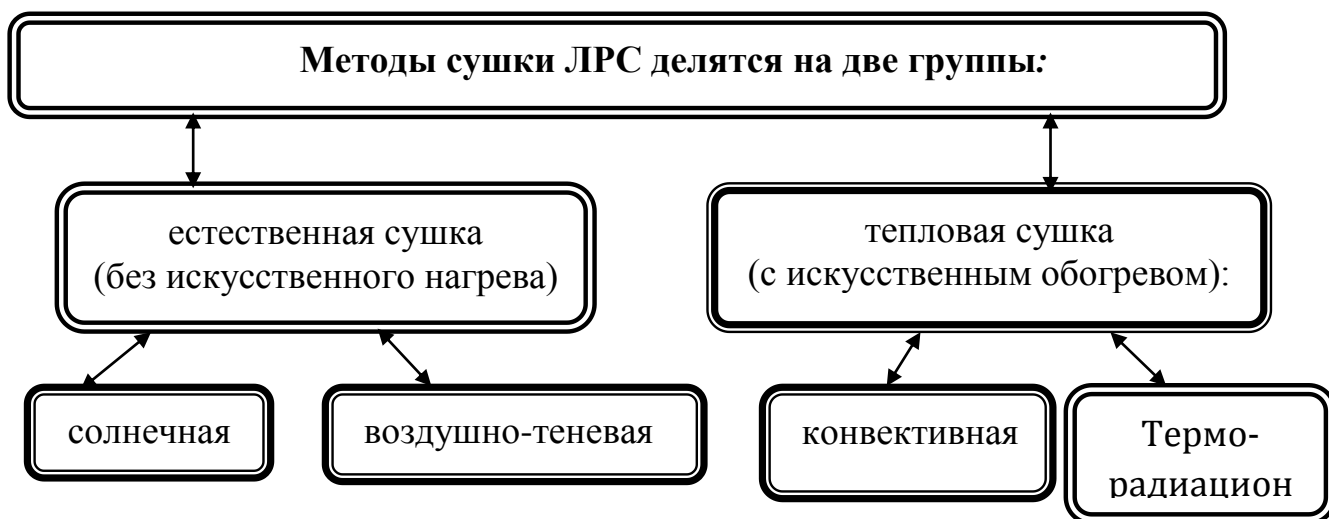 Методы сушки ЛРС делятся на две группы:
естественная сушка
(без искусственного нагрева)
тепловая сушка
(с искусственным обогревом):
солнечная
воздушно-теневая
конвективная
Термо-
радиацион